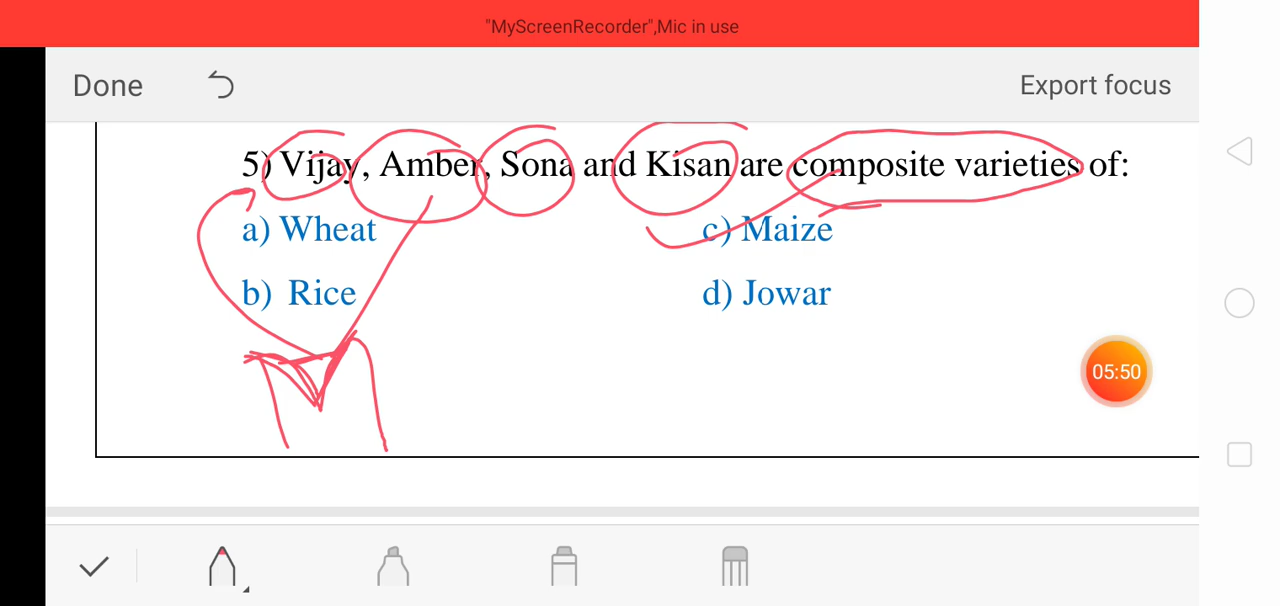 "MyScreenRecorder",Mic in use
Done Export focus
5) Vijay, Amber, Sona and Kisan are composite varieties of:
a) Wheat c) Maize
b) Rice d) Jowar
05:50